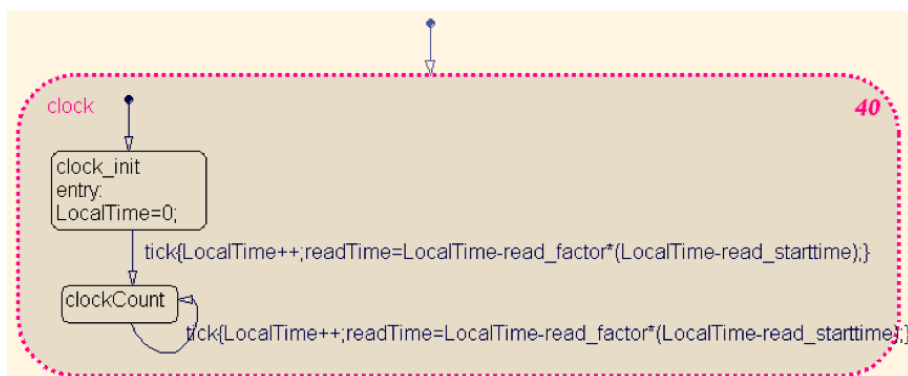 clock
40
clock_init
entry:
LocalTime=0;
tick{LocalTime++;readTime=LocalTime-read_factor*(LocalTime-read_starttime);}
clockCount
tick{LocalTime++;readTime=LocalTime-read_factor*(LocalTime-read_starttime);}